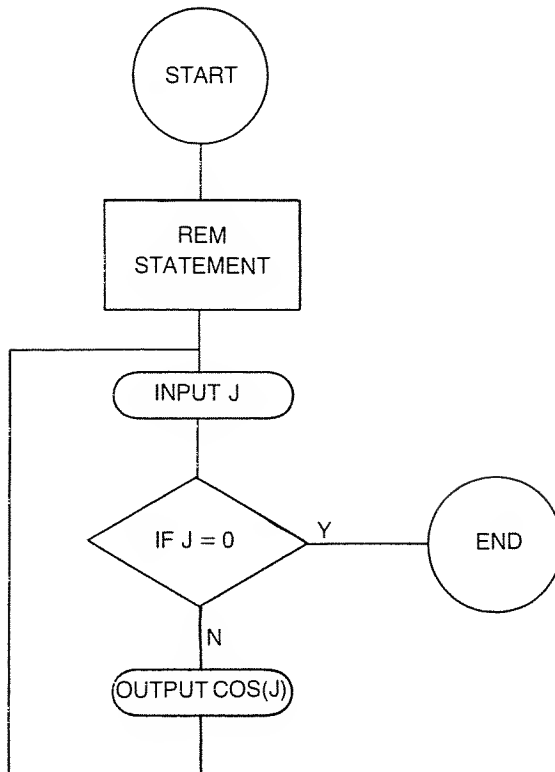 START
REM
STATEMENT
INPUT J
IF J = 0
Y
END
N
OUTPUT COS(J)